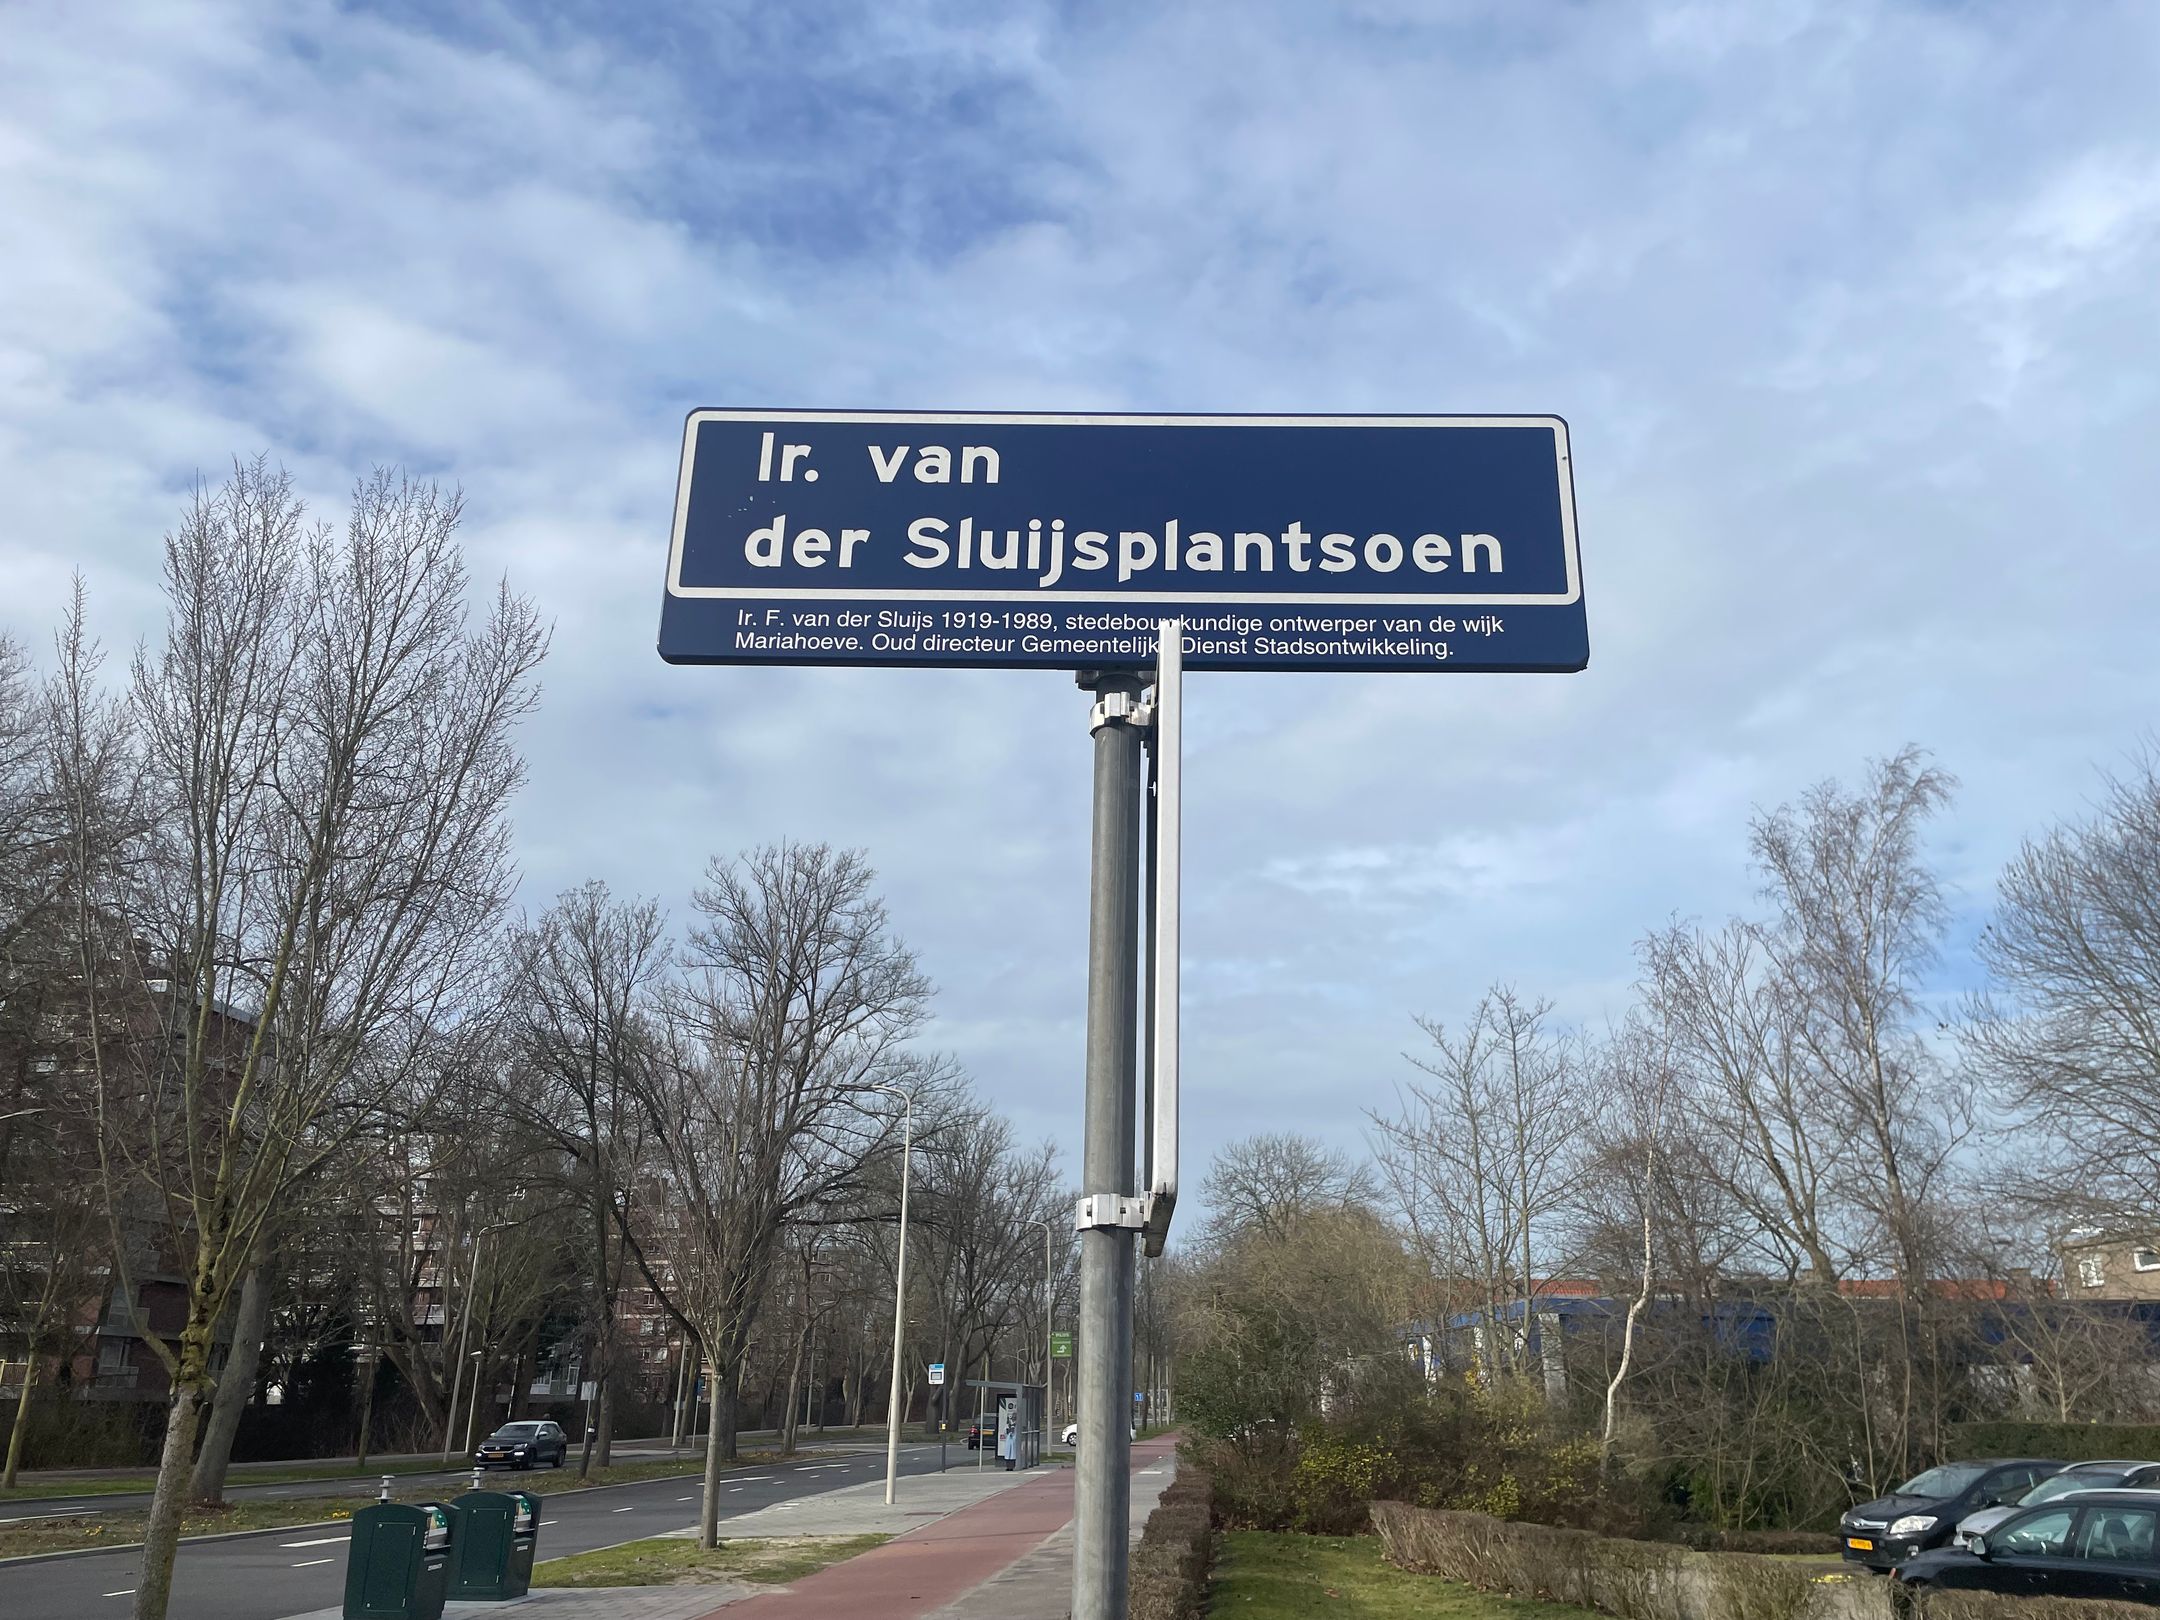 Ir. van
der Sluijsplantsoen
Ir. F. van der Sluijs 1919-1989, stedebouwkundige ontwerper van de wijk
Mariahoeve. Oud directeur Gemeentelijke Dienst Stadsontwikkeling.
PLUS